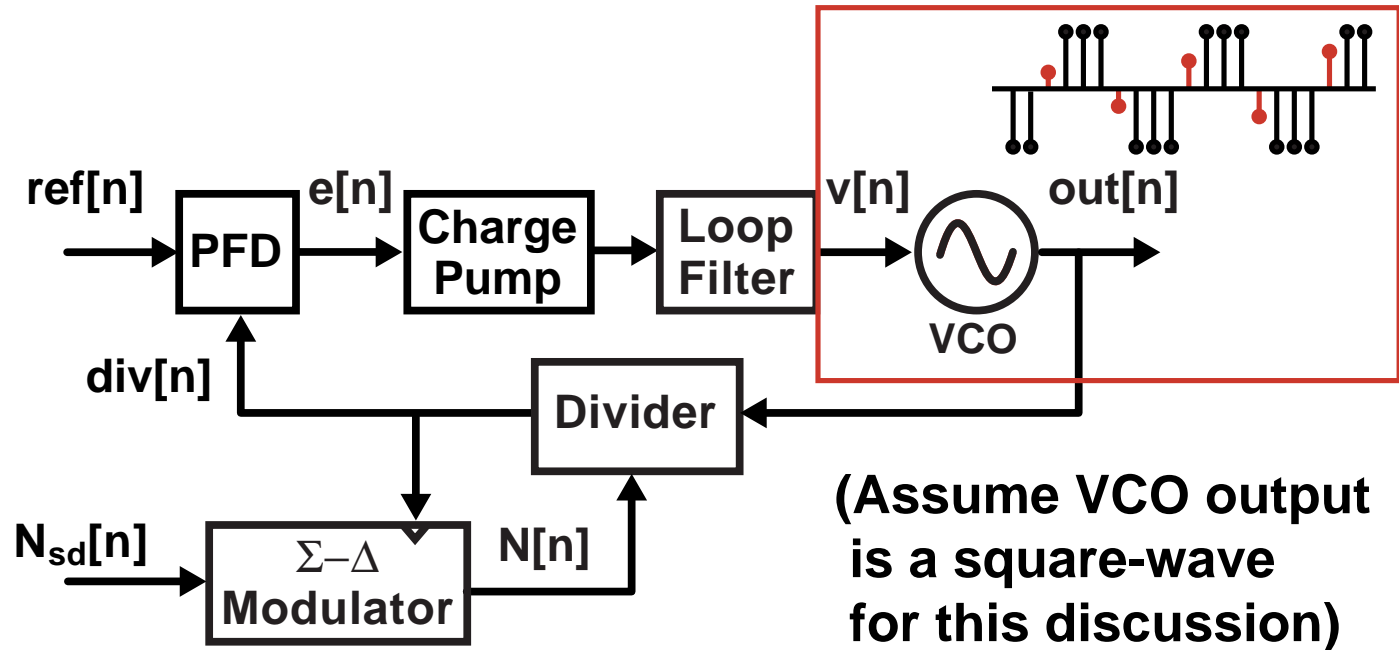 ref[n]
PFD
e[n]
Charge
Pump
Loop
Filter
v[n]
VCO
out[n]
div[n]
Divider
N[n]
Nsd[n]
Σ−Δ
Modulator
(Assume VCO output
is a square-wave
for this discussion)